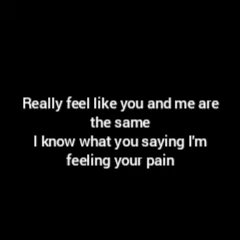 Really feel like you and me are
the same
I know what you saying I'm
feeling your pain